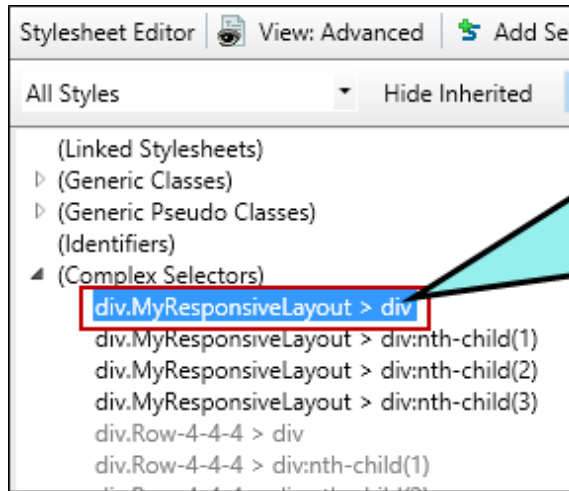 Stylesheet Editor View: Advanced Add Se
All Styles Hide Inherited
(Linked Stylesheets)
(Generic Classes)
(Generic Pseudo Classes)
(Identifiers)
(Complex Selectors)
div.MyResponsiveLayout > div
div.MyResponsiveLayout > div:nth-child(1)
div.MyResponsiveLayout > div:nth-child(2)
div.MyResponsiveLayout > div:nth-child(3)
div.Row-4-4-4 > div
div.Row-4-4-4 > div:nth-child(1)